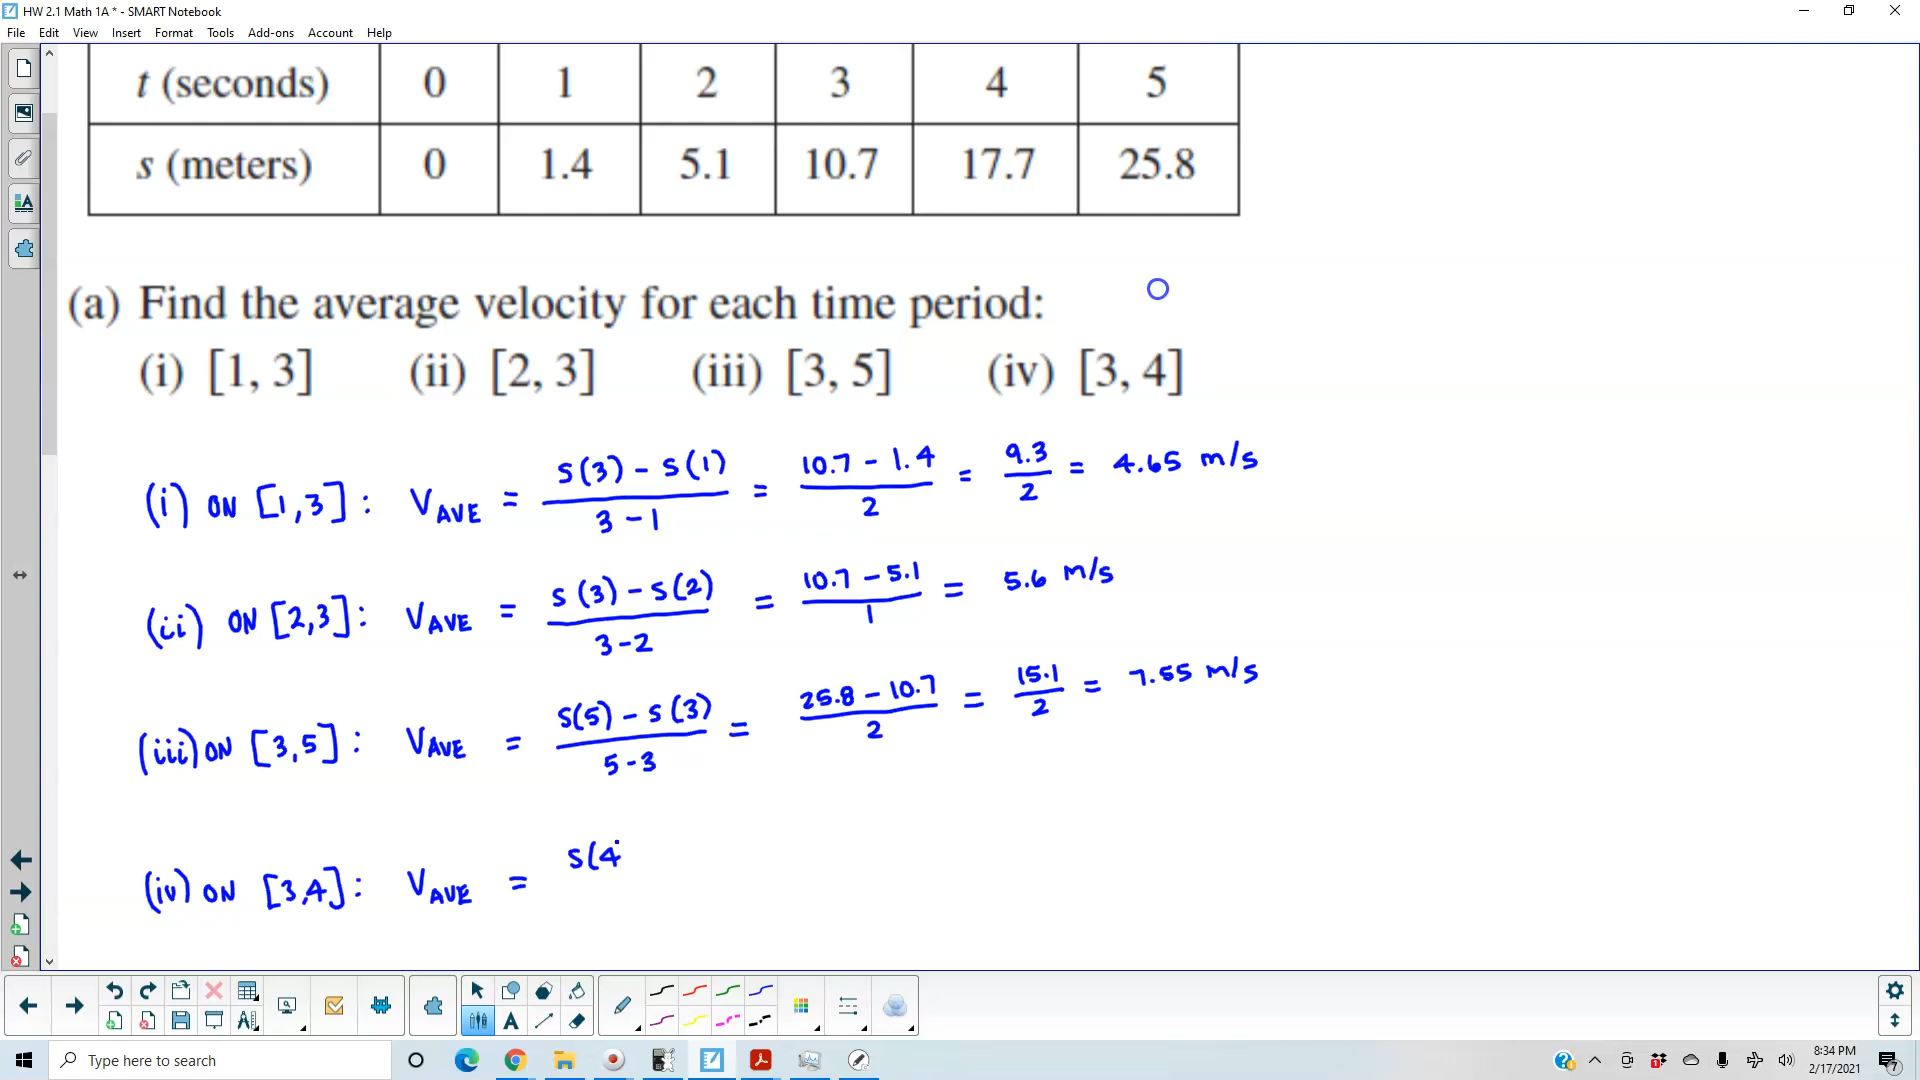 HW 2.1 Math 1A * - SMART Notebook
File Edit View Insert Format Tools Add-ons Account Help
t (seconds) 0 1 2 3 4 5
s (meters) 0 1.4 5.1 10.7 17.7 25.8
(a) Find the average velocity for each time period:
(i) [1, 3] (ii) [2, 3] (iii) [3, 5] (iv) [3, 4]
(i) ON [1,3]: V_AVE = (S(3) - S(1))/(3 - 1) = (10.7 - 1.4)/2 = 9.3/2 = 4.65 m/s
(ii) ON [2,3]: V_AVE = (S(3) - S(2))/(3 - 2) = (10.7 - 5.1)/1 = 5.6 m/s
(iii) ON [3,5]: V_AVE = (S(5) - S(3))/(5 - 3) = (25.8 - 10.7)/2 = 15.1/2 = 7.55 m/s
(iv) ON [3,4]: V_AVE = S(4
Type here to search
8:34 PM
2/17/2021
7